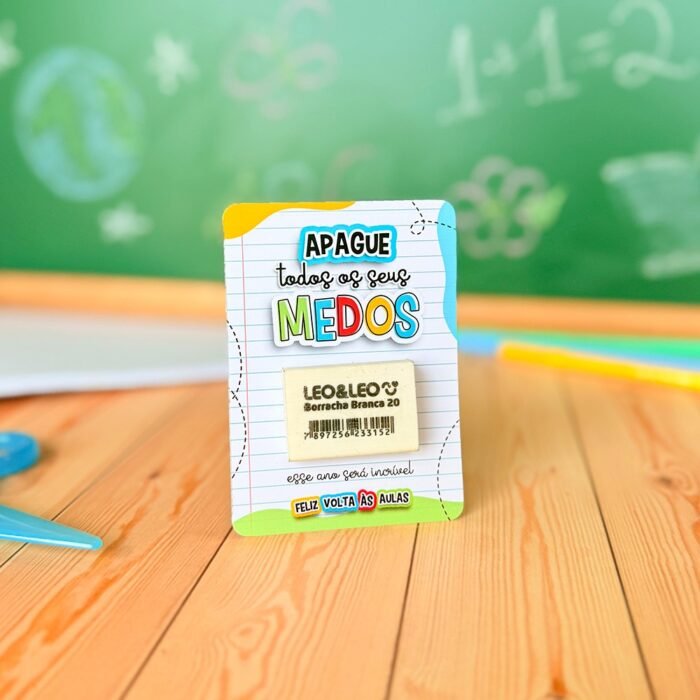 1+1=2
APAGUE
todos os seus
MEDOS
LEO&LEO
Borracha Branca 20
7 897256 233152
esse ano será incrível
FELIZ VOLTA ÀS AULAS